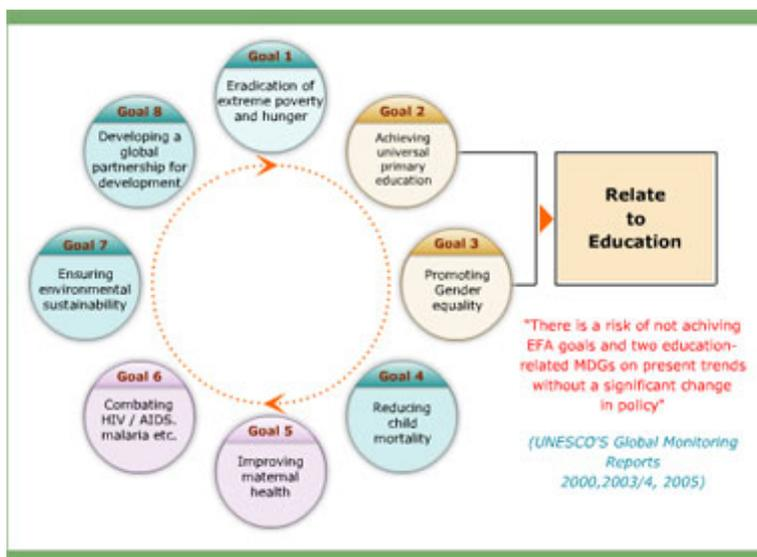 Goal 1
Eradication of
extreme poverty
and hunger
Goal 2
Achieving
universal
primary
education
Goal 3
Promoting
Gender
equality
Goal 4
Reducing
child
mortality
Goal 5
Improving
maternal
health
Goal 6
Combating
HIV / AIDS.
malaria etc.
Goal 7
Ensuring
environmental
sustainability
Goal 8
Developing a
global
partnership for
development.
Relate
to
Education
"There is a risk of not achiving
EFA goals and two education-
related MDGs on present trends
without a significant change
in policy"
(UNESCO'S Global Monitoring
Reports
2000,2003/4, 2005)